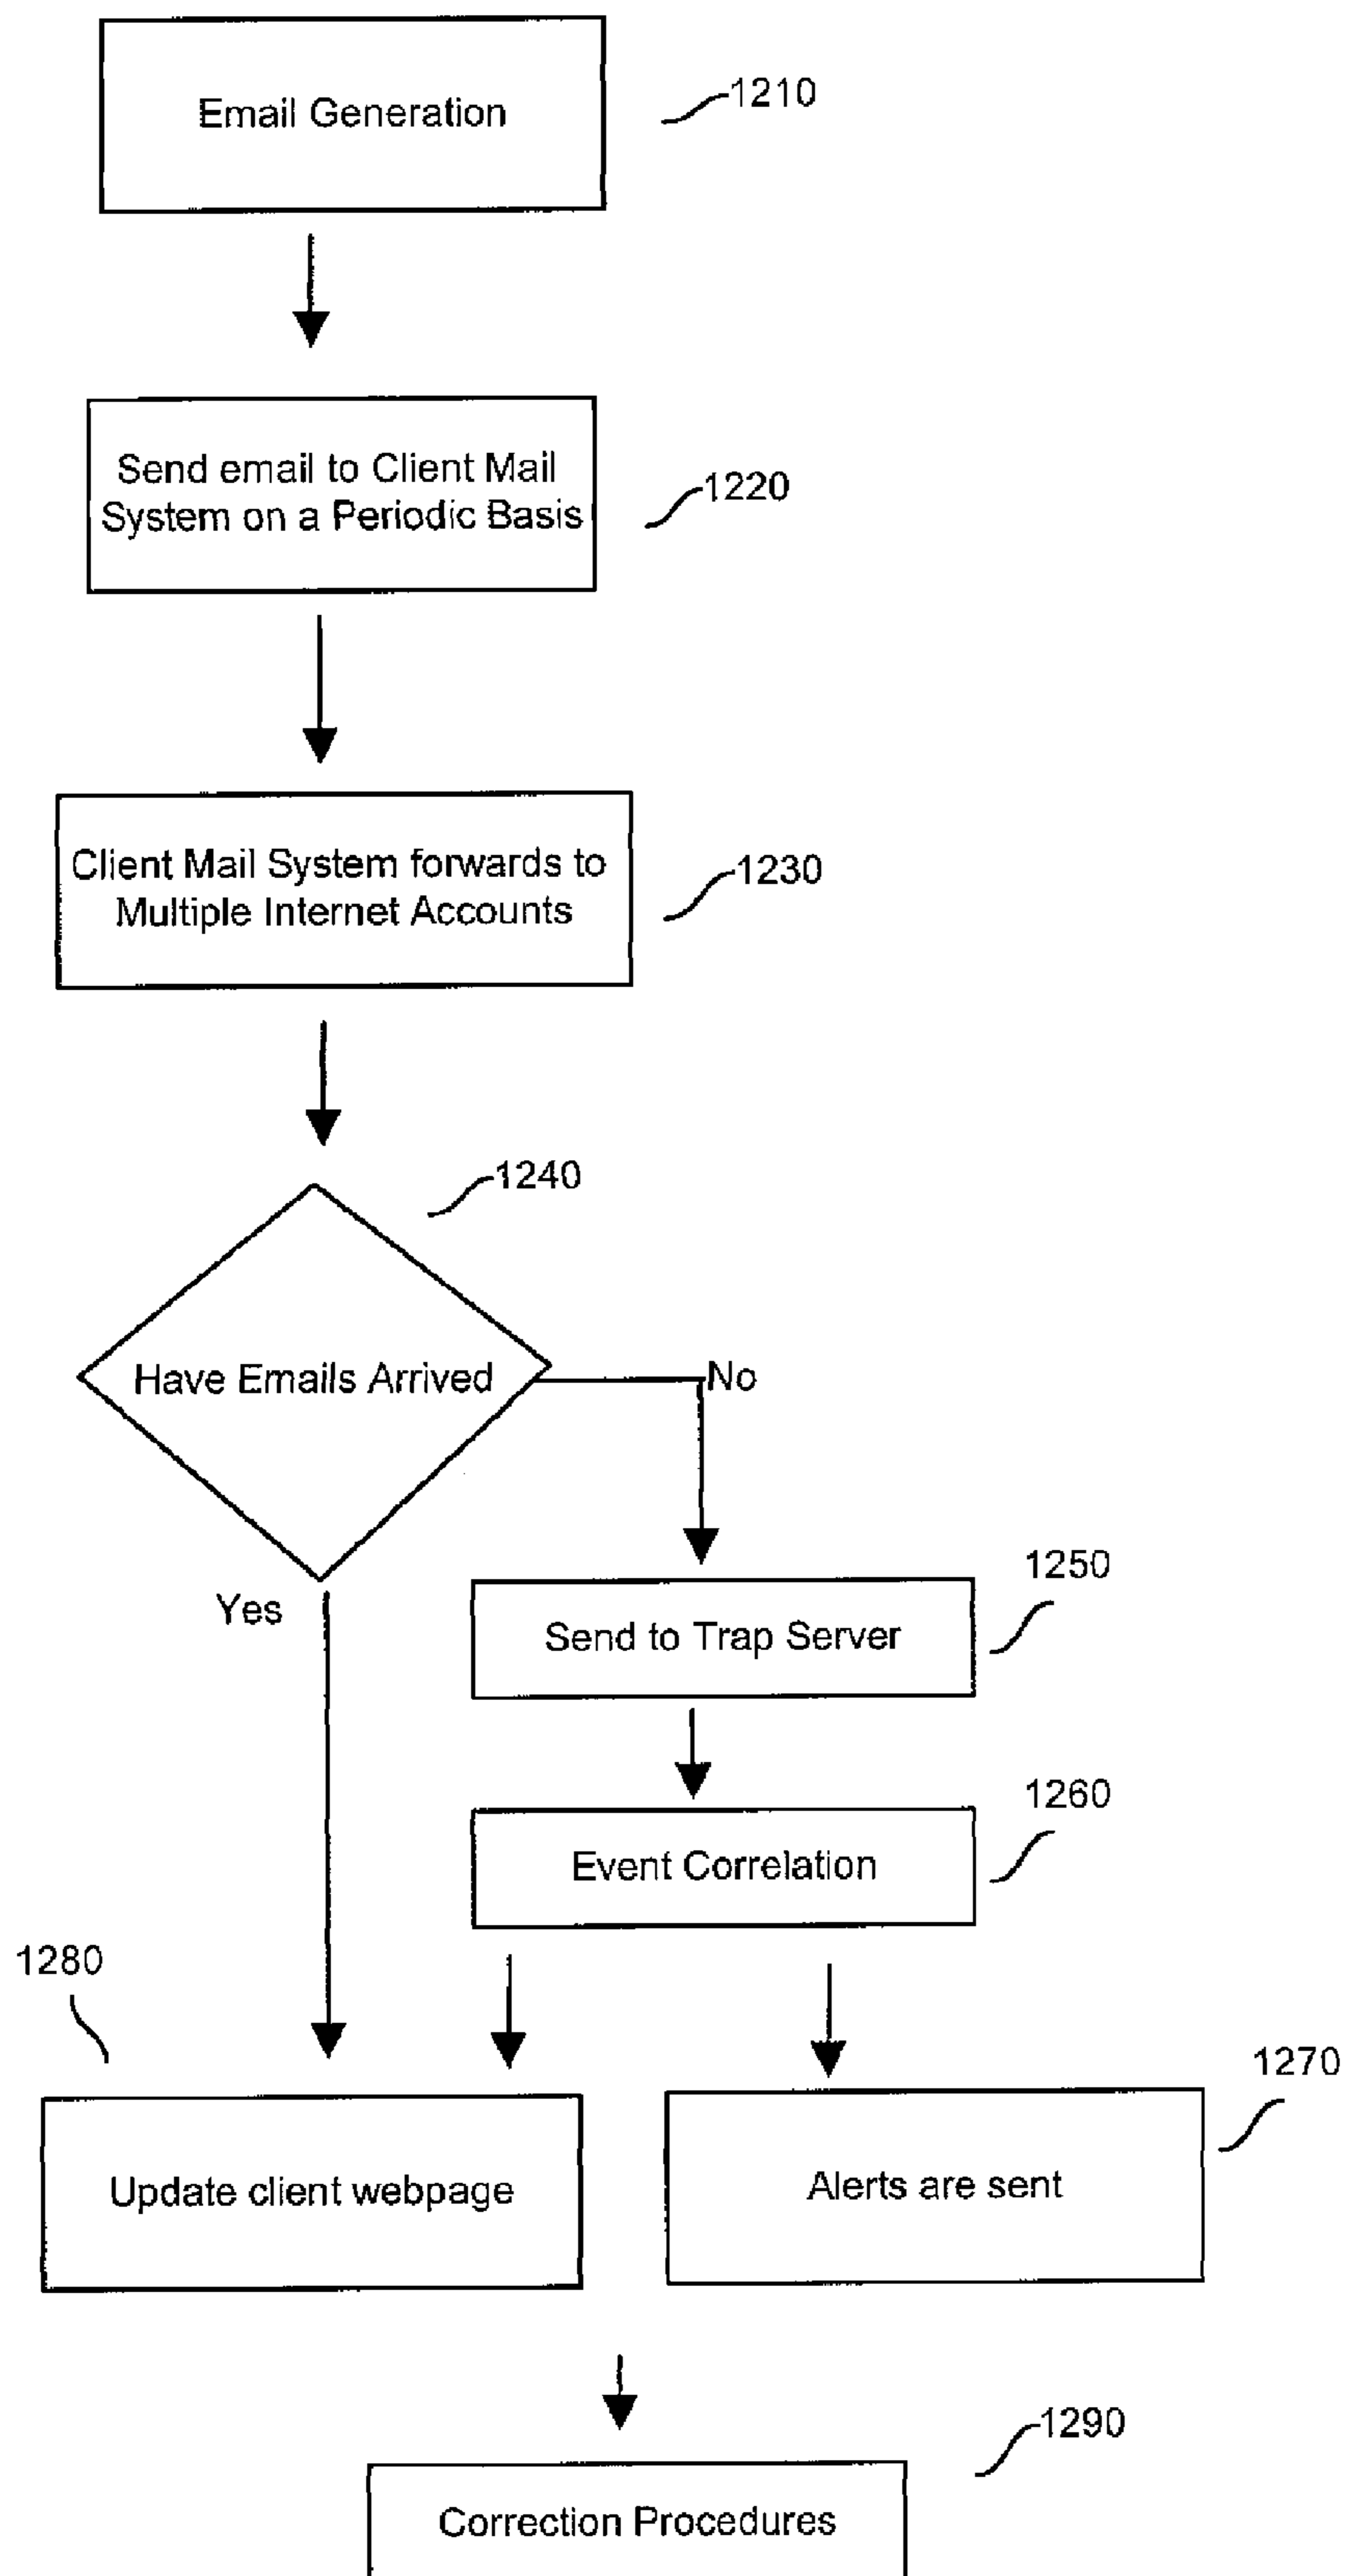 Email Generation
1210
Send email to Client Mail
System on a Periodic Basis
1220
Client Mail System forwards to
Multiple Internet Accounts
1230
1240
Have Emails Arrived
No
Yes
1250
Send to Trap Server
1260
Event Correlation
1280
1270
Update client webpage
Alerts are sent
1290
Correction Procedures